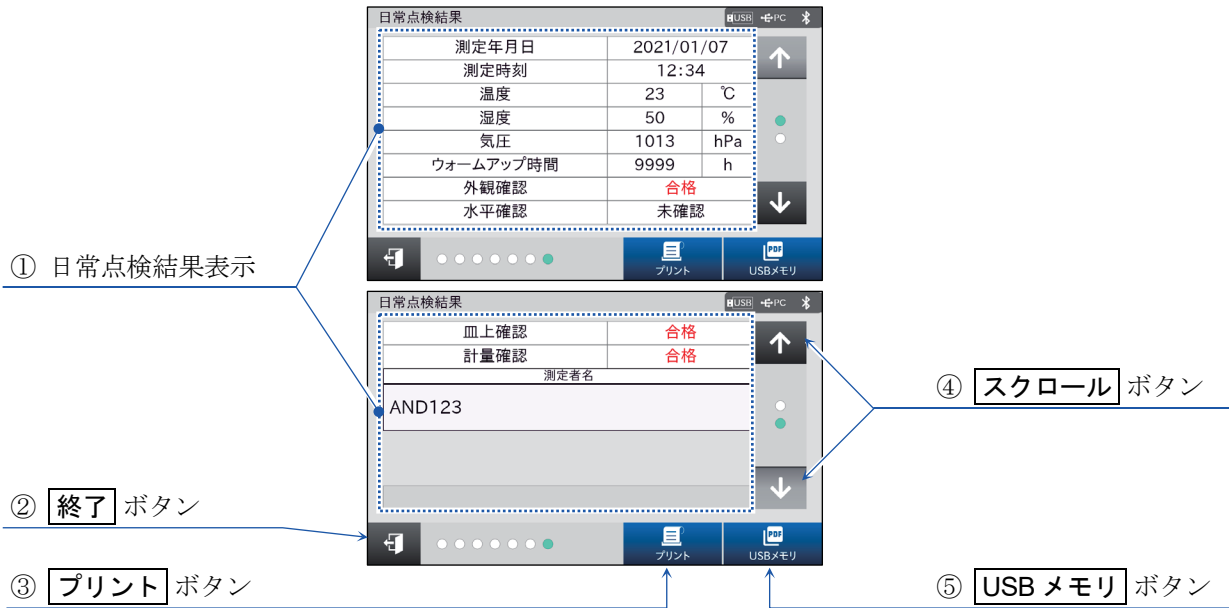 日常点検結果 USB PC
測定年月日 2021/01/07
測定時刻 12:34
温度 23 ℃
湿度 50 %
気圧 1013 hPa
ウォームアップ時間 9999 h
外観確認 合格
水平確認 未確認
プリント PDF USBメモリ
① 日常点検結果表示
日常点検結果 USB PC
皿上確認 合格
計量確認 合格
測定者名
AND123
④ スクロール ボタン
② 終了 ボタン
プリント PDF USBメモリ
③ プリント ボタン
⑤ USB メモリ ボタン